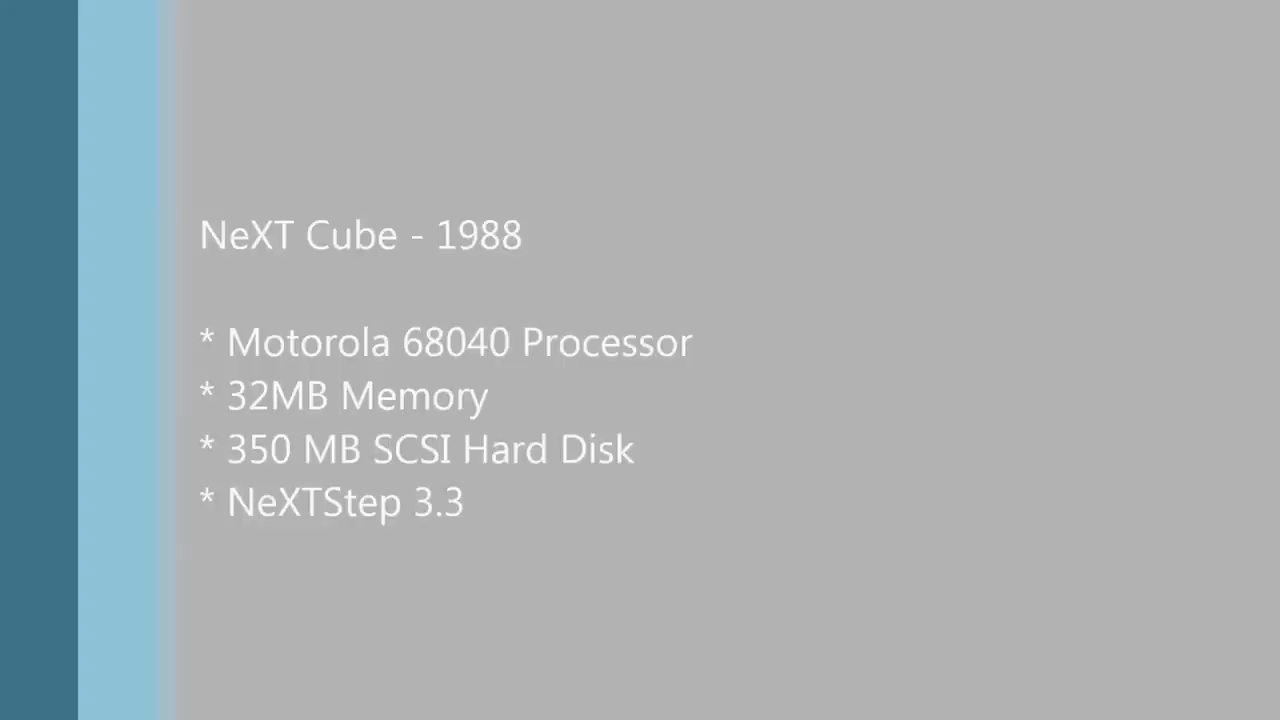 NeXT Cube - 1988
* Motorola 68040 Processor
* 32MB Memory
* 350 MB SCSI Hard Disk
* NeXTStep 3.3